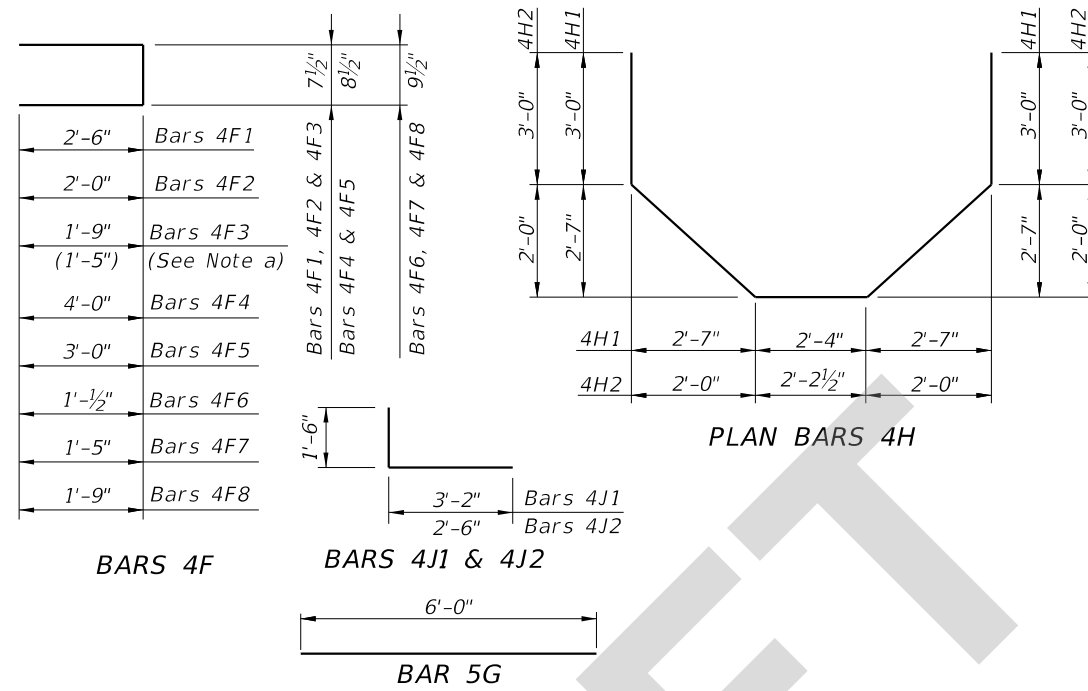 7½"
8½"
9½"
Bars 4F1, 4F2 & 4F3
Bars 4F4 & 4F5
Bars 4F6, 4F7 & 4F8
2'-6" Bars 4F1
2'-0" Bars 4F2
1'-9" Bars 4F3
(1'-5") (See Note a)
4'-0" Bars 4F4
3'-0" Bars 4F5
1'-½" Bars 4F6
1'-5" Bars 4F7
1'-9" Bars 4F8
BARS 4F
1'-6"
3'-2" Bars 4J1
2'-6" Bars 4J2
BARS 4J1 & 4J2
6'-0"
BAR 5G
4H2 4H1 4H1 4H2
3'-0" 3'-0" 3'-0" 3'-0"
2'-0" 2'-7" 2'-7" 2'-0"
4H1 2'-7" 2'-4" 2'-7"
4H2 2'-0" 2'-2½" 2'-0"
PLAN BARS 4H